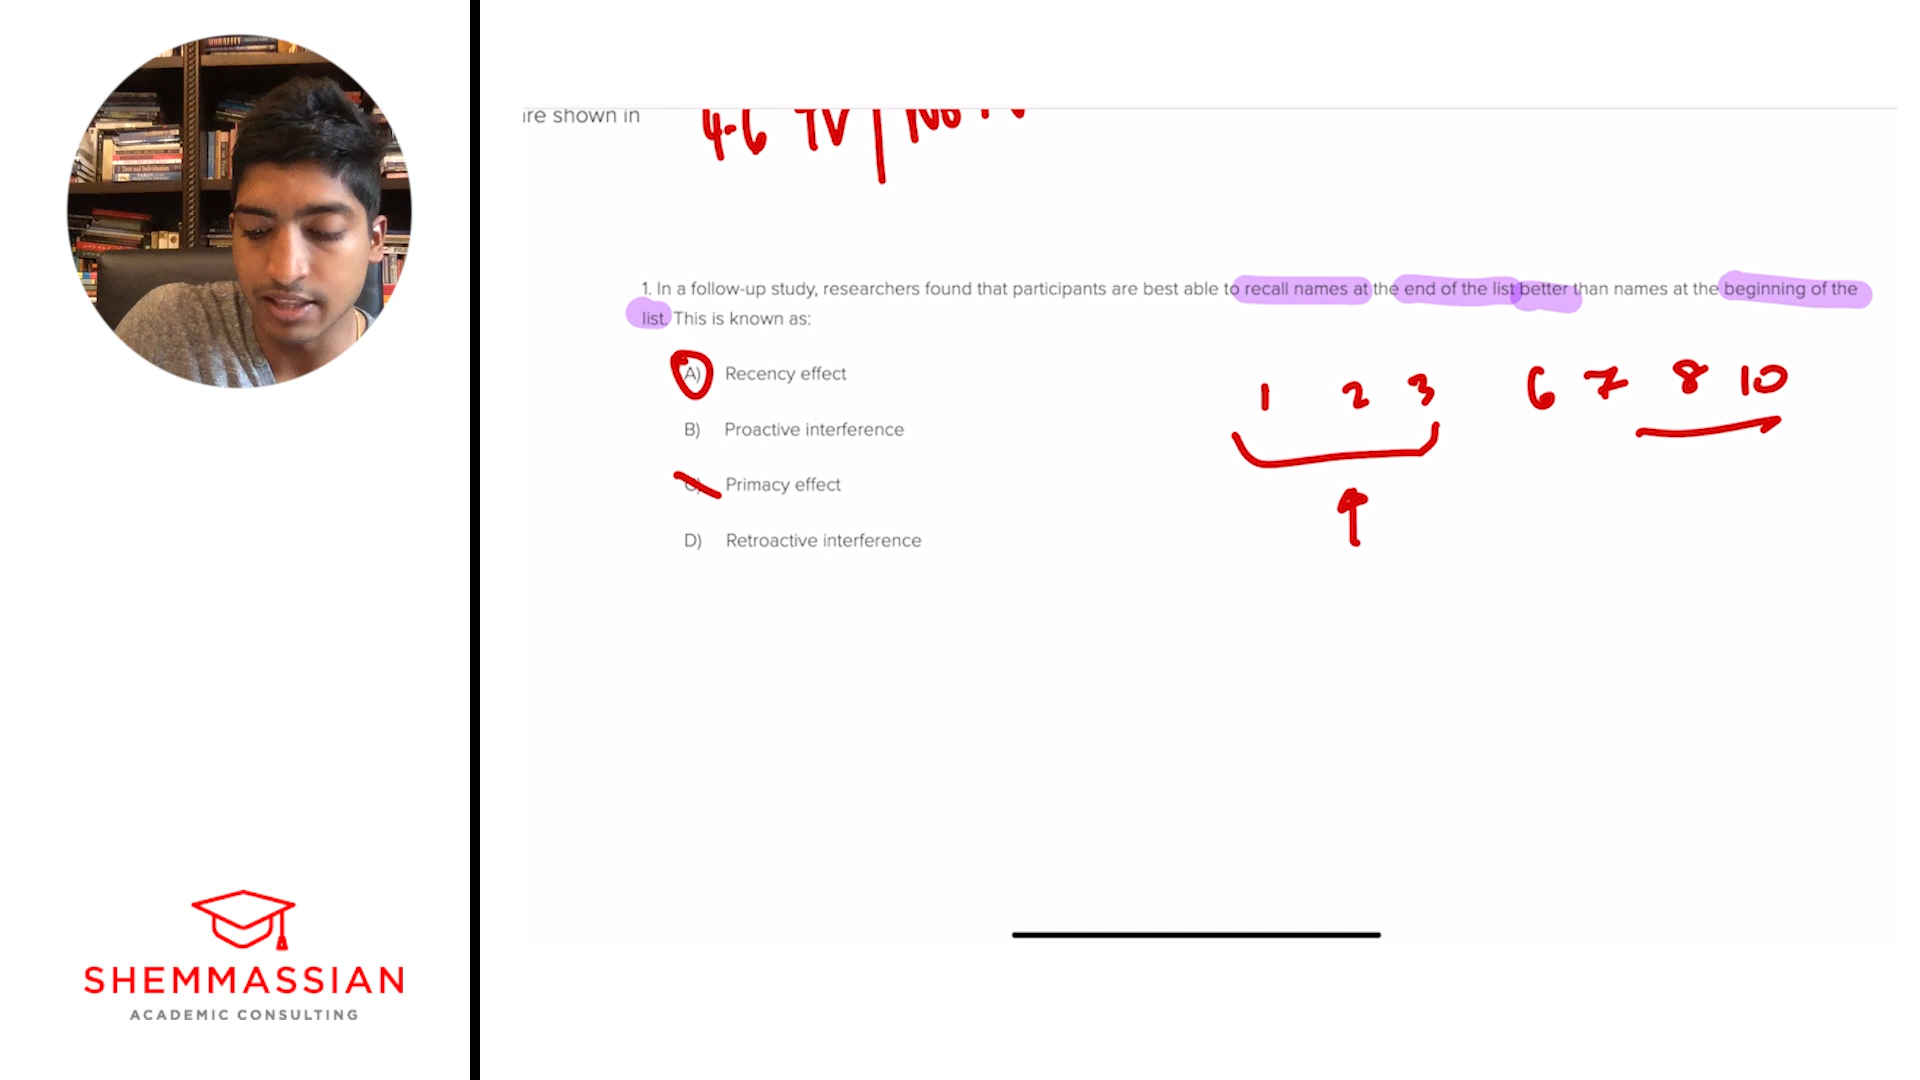 ire shown in
4-6 TV
1. In a follow-up study, researchers found that participants are best able to recall names at the end of the list better than names at the beginning of the
list. This is known as:
A) Recency effect
B) Proactive interference
Primacy effect
D) Retroactive interference
1 2 3 6 7 8 10
SHEMMASSIAN
ACADEMIC CONSULTING